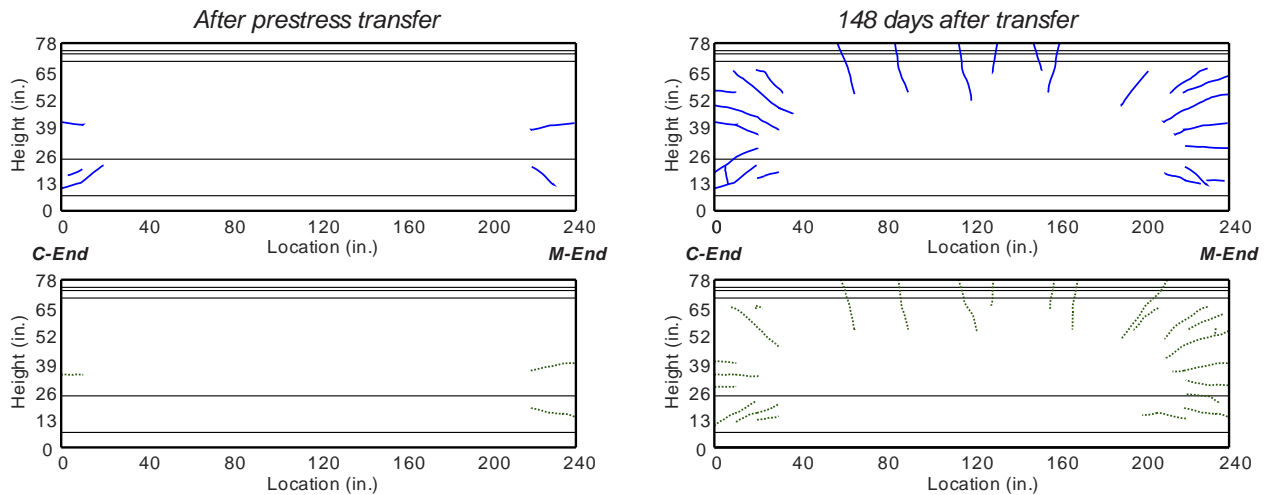 After prestress transfer
148 days after transfer
Height (in.)
78
65
52
39
26
13
0
0 40 80 120 160 200 240
Location (in.)
Height (in.)
78
65
52
39
26
13
0
0 40 80 120 160 200 240
Location (in.)
C-End M-End
C-End M-End
Height (in.)
78
65
52
39
26
13
0
0 40 80 120 160 200 240
Location (in.)
Height (in.)
78
65
52
39
26
13
0
0 40 80 120 160 200 240
Location (in.)